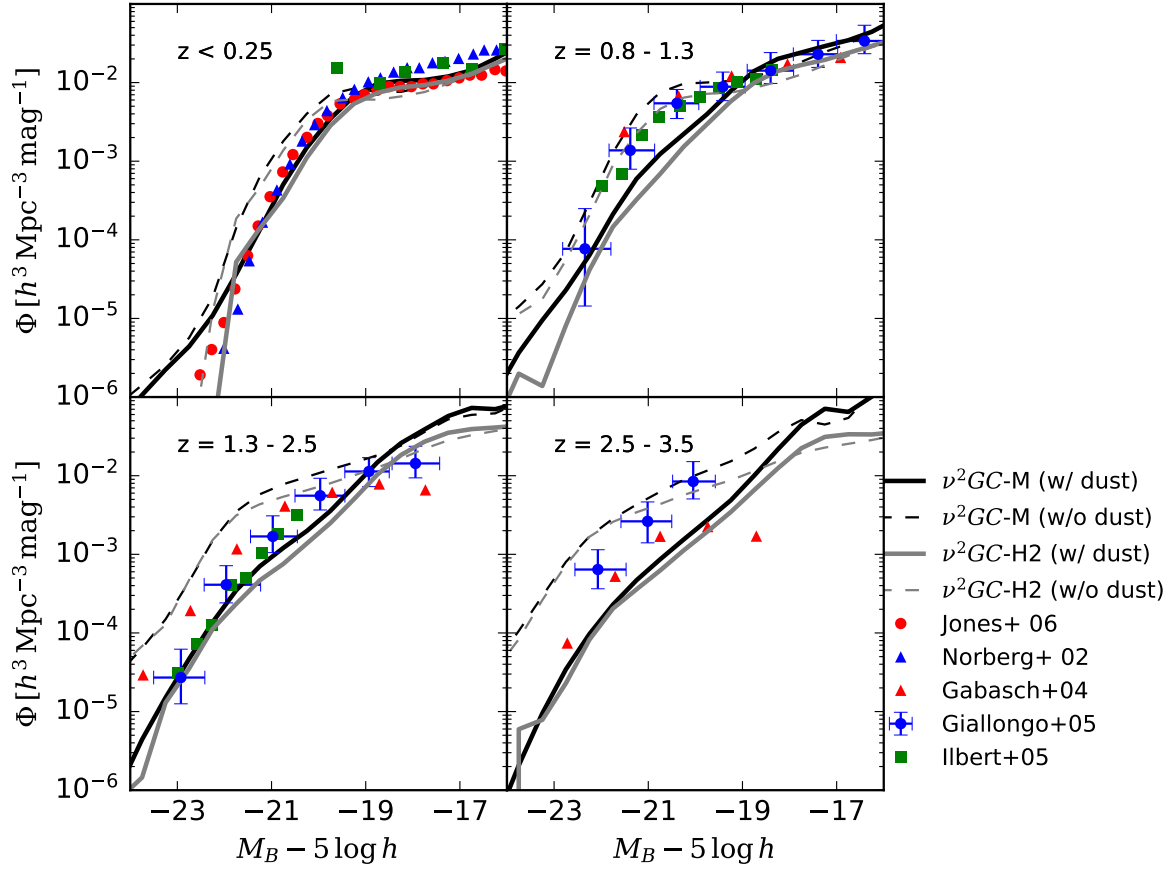 z < 0.25
z = 0.8 - 1.3
10⁻²
10⁻³
10⁻⁴
10⁻⁵
10⁻⁶
Φ [h³ Mpc⁻³ mag⁻¹]
z = 1.3 - 2.5
z = 2.5 - 3.5
10⁻²
10⁻³
10⁻⁴
10⁻⁵
10⁻⁶
Φ [h³ Mpc⁻³ mag⁻¹]
−23 −21 −19 −17 −23 −21 −19 −17
M_B − 5 log h M_B − 5 log h
ν²GC-M (w/ dust)
ν²GC-M (w/o dust)
ν²GC-H2 (w/ dust)
ν²GC-H2 (w/o dust)
Jones+ 06
Norberg+ 02
Gabasch+04
Giallongo+05
Ilbert+05